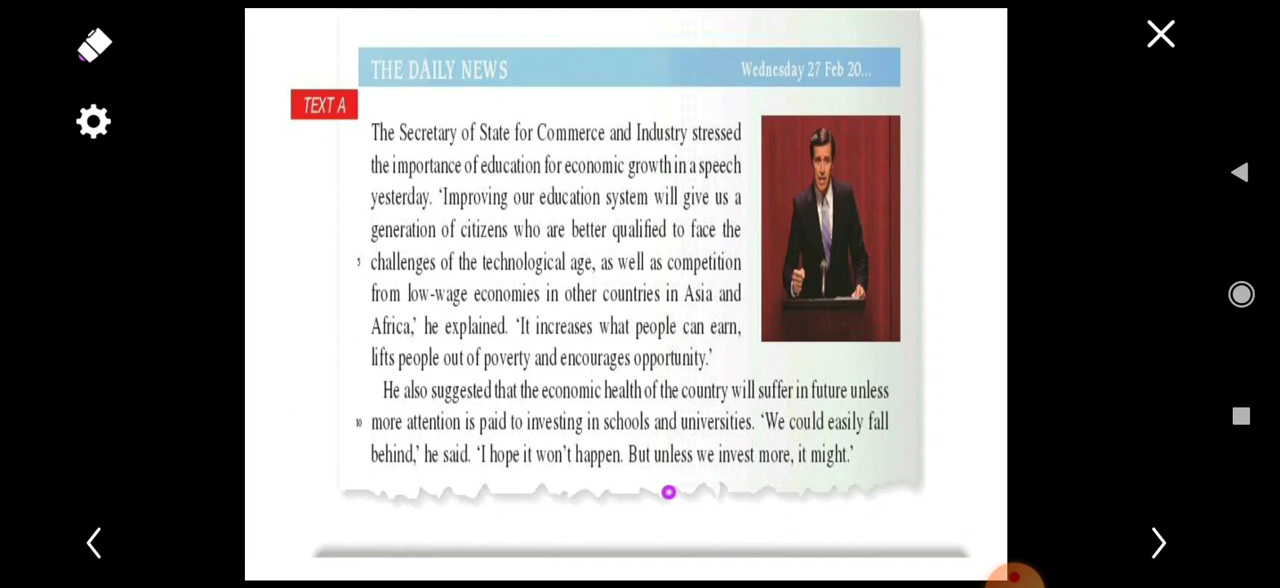 THE DAILY NEWS Wednesday 27 Feb 20...
TEXT A
The Secretary of State for Commerce and Industry stressed
the importance of education for economic growth in a speech
yesterday. ‘Improving our education system will give us a
generation of citizens who are better qualified to face the
5 challenges of the technological age, as well as competition
from low-wage economies in other countries in Asia and
Africa,’ he explained. ‘It increases what people can earn,
lifts people out of poverty and encourages opportunity.’
He also suggested that the economic health of the country will suffer in future unless
10 more attention is paid to investing in schools and universities. ‘We could easily fall
behind,’ he said. ‘I hope it won’t happen. But unless we invest more, it might.’